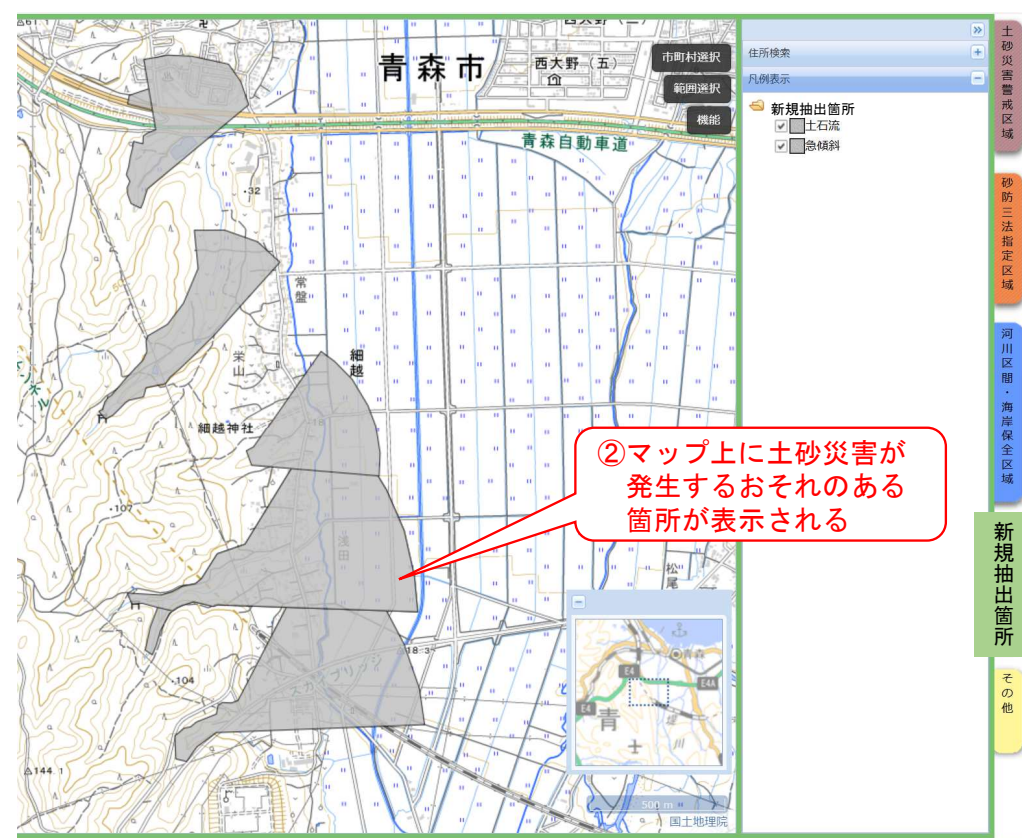 青森市
西大野(五)
市町村選択
範囲選択
機能
青森自動車道
・32
常盤
栄山
細越
細越神社
・107
浅田
松尾
18.3
・104
△144.1
②マップ上に土砂災害が
発生するおそれのある
箇所が表示される
青森
E4
E4A
E4
青
堤
土
川
500 m
国土地理院
住所検索
凡例表示
新規抽出箇所
土石流
急傾斜
土砂災害警戒区域
砂防三法指定区域
河川区間・海岸保全区域
新規抽出箇所
その他